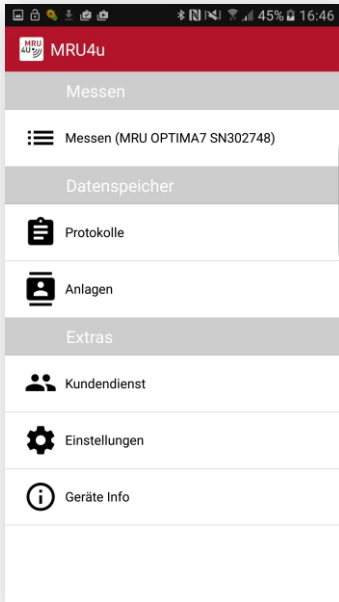 45% 16:46
MRU 4U MRU4u
Messen
Messen (MRU OPTIMA7 SN302748)
Datenspeicher
Protokolle
Anlagen
Extras
Kundendienst
Einstellungen
Geräte Info